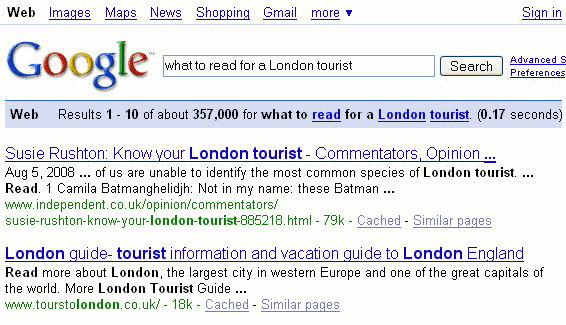 Web Images Maps News Shopping Gmail more ▼ Sign in
Google™ what to read for a London tourist Search Advanced S
Preferences
Web Results 1 - 10 of about 357,000 for what to read for a London tourist. (0.17 seconds)
Susie Rushton: Know your London tourist - Commentators, Opinion ...
Aug 5, 2008 ... of us are unable to identify the most common species of London tourist. ...
Read. 1 Camila Batmanghelidjh: Not in my name: these Batman ...
www.independent.co.uk/opinion/commentators/
susie-rushton-know-your-london-tourist-885218.html - 79k - Cached - Similar pages
London guide- tourist information and vacation guide to London England
Read more about London, the largest city in western Europe and one of the great capitals of
the world. More London Tourist Guide ...
www.tourstolondon.co.uk/ - 18k - Cached - Similar pages